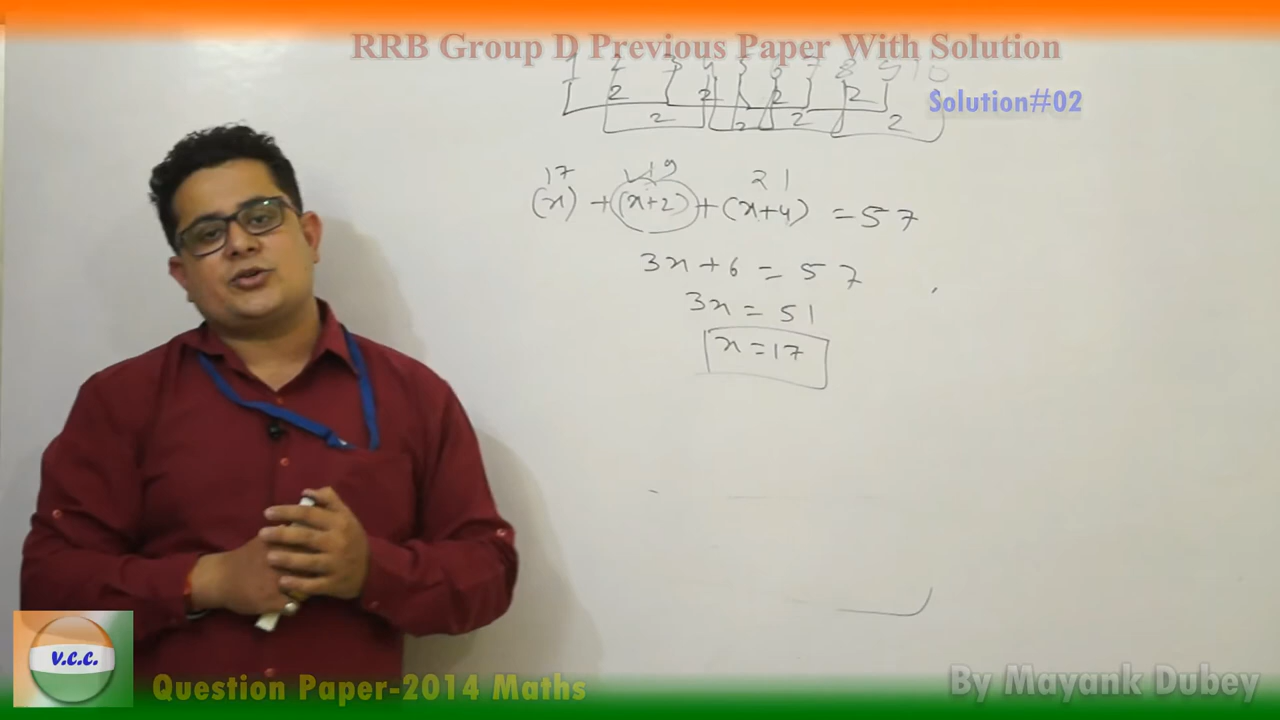 RRB Group D Previous Paper With Solution
1 2 3 4 5 6 7 8 9 10
Solution#02
2 2 2 2
2 2 2 2
17 19 21
(x) + (x+2) + (x+4) = 57
3x + 6 = 57
3x = 51
x = 17
V.C.C.
Question Paper-2014 Maths
By Mayank Dubey